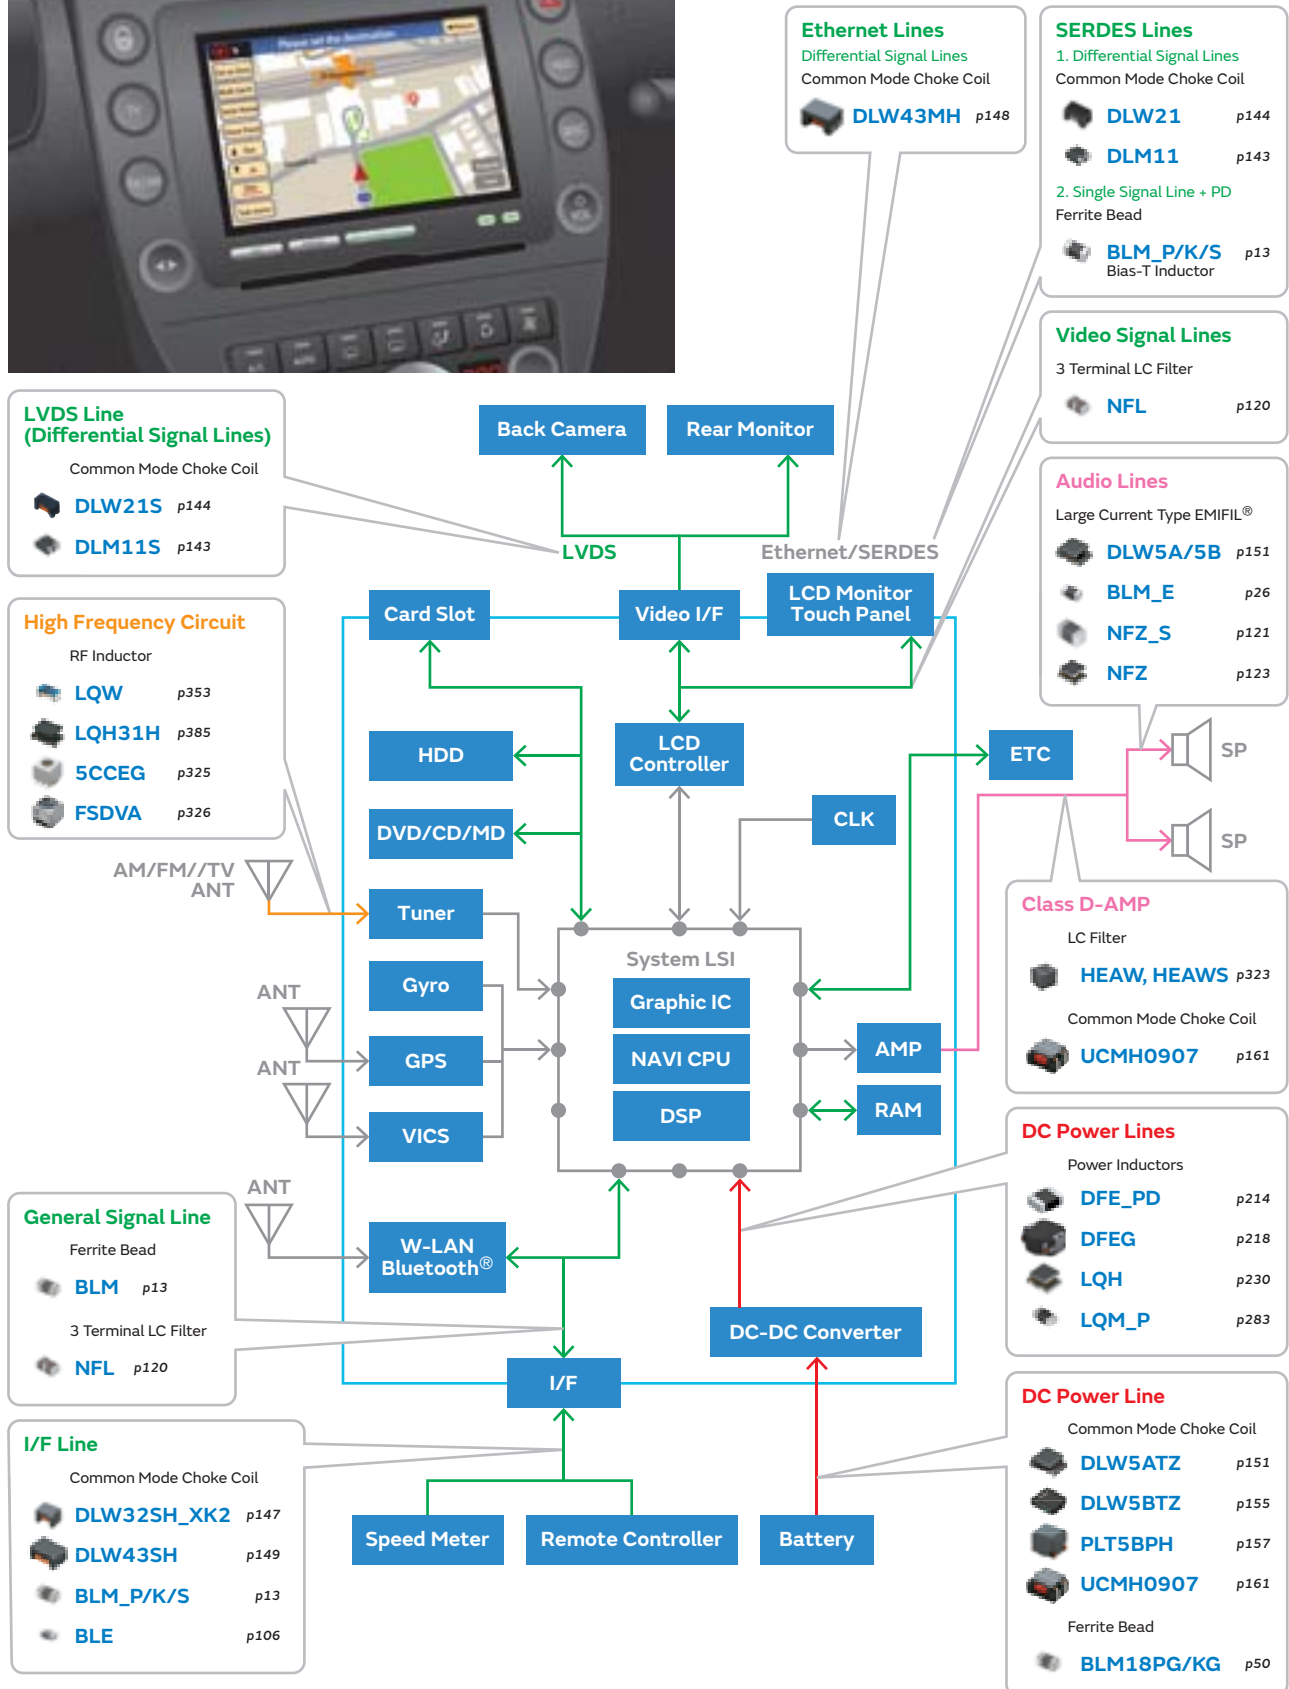 Please set the destination
TV
VOL
Ethernet Lines
Differential Signal Lines
Common Mode Choke Coil
DLW43MH p148
SERDES Lines
1. Differential Signal Lines
Common Mode Choke Coil
DLW21 p144
DLM11 p143
2. Single Signal Line + PD
Ferrite Bead
BLM_P/K/S p13
Bias-T Inductor
Video Signal Lines
3 Terminal LC Filter
NFL p120
LVDS Line
(Differential Signal Lines)
Common Mode Choke Coil
DLW21S p144
DLM11S p143
Back Camera
Rear Monitor
LVDS
Ethernet/SERDES
Audio Lines
Large Current Type EMIFIL®
DLW5A/5B p151
BLM_E p26
NFZ_S p121
NFZ p123
High Frequency Circuit
RF Inductor
LQW p353
LQH31H p385
5CCEG p325
FSDVA p326
Card Slot
Video I/F
LCD Monitor
Touch Panel
HDD
LCD
Controller
ETC
SP
DVD/CD/MD
CLK
SP
AM/FM//TV
ANT
Tuner
Class D-AMP
LC Filter
HEAW, HEAWS p323
Common Mode Choke Coil
UCMH0907 p161
System LSI
Gyro
Graphic IC
ANT
GPS
NAVI CPU
AMP
ANT
VICS
DSP
RAM
DC Power Lines
Power Inductors
DFE_PD p214
DFEG p218
LQH p230
LQM_P p283
General Signal Line
Ferrite Bead
BLM p13
3 Terminal LC Filter
NFL p120
ANT
W-LAN
Bluetooth®
DC-DC Converter
I/F
DC Power Line
Common Mode Choke Coil
DLW5ATZ p151
DLW5BTZ p155
PLT5BPH p157
UCMH0907 p161
Ferrite Bead
BLM18PG/KG p50
I/F Line
Common Mode Choke Coil
DLW32SH_XK2 p147
DLW43SH p149
BLM_P/K/S p13
BLE p106
Speed Meter
Remote Controller
Battery